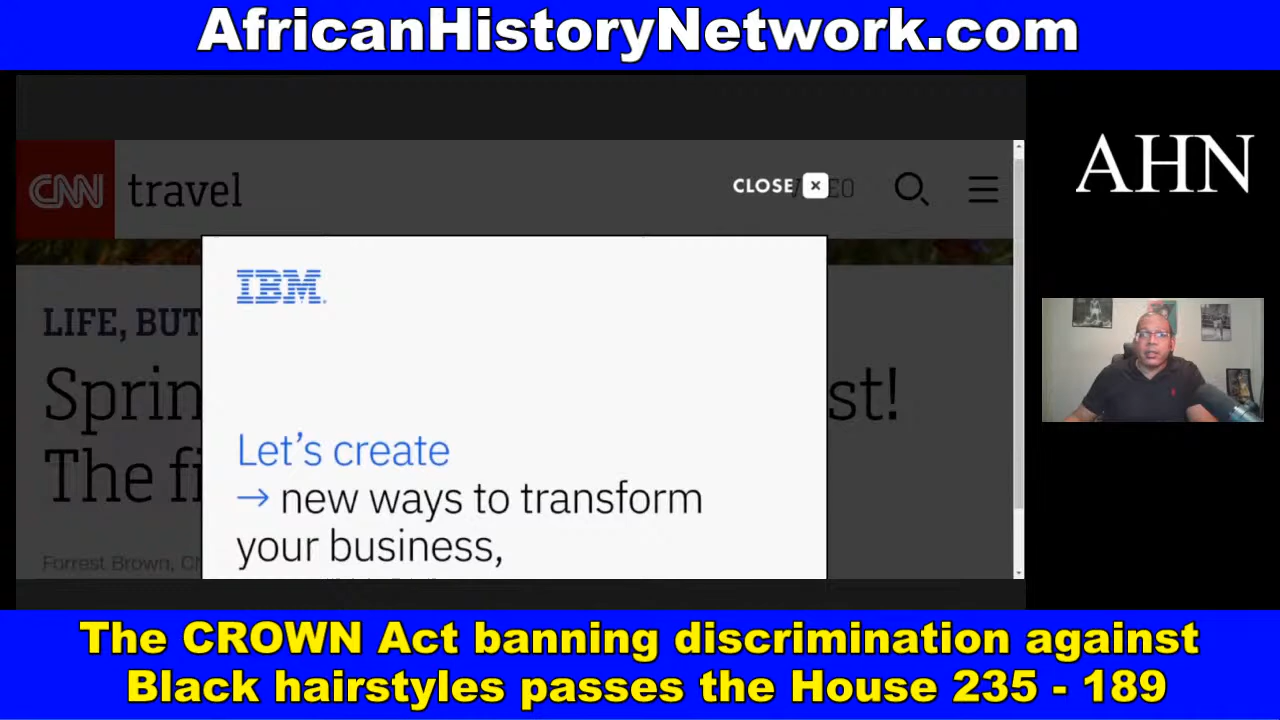 AfricanHistoryNetwork.com
CNN travel
CLOSE x
AHN
IBM
LIFE, BUT
Sprin
st!
The fi
Let's create
→ new ways to transform
your business,
Forrest Brown,
The CROWN Act banning discrimination against
Black hairstyles passes the House 235 - 189